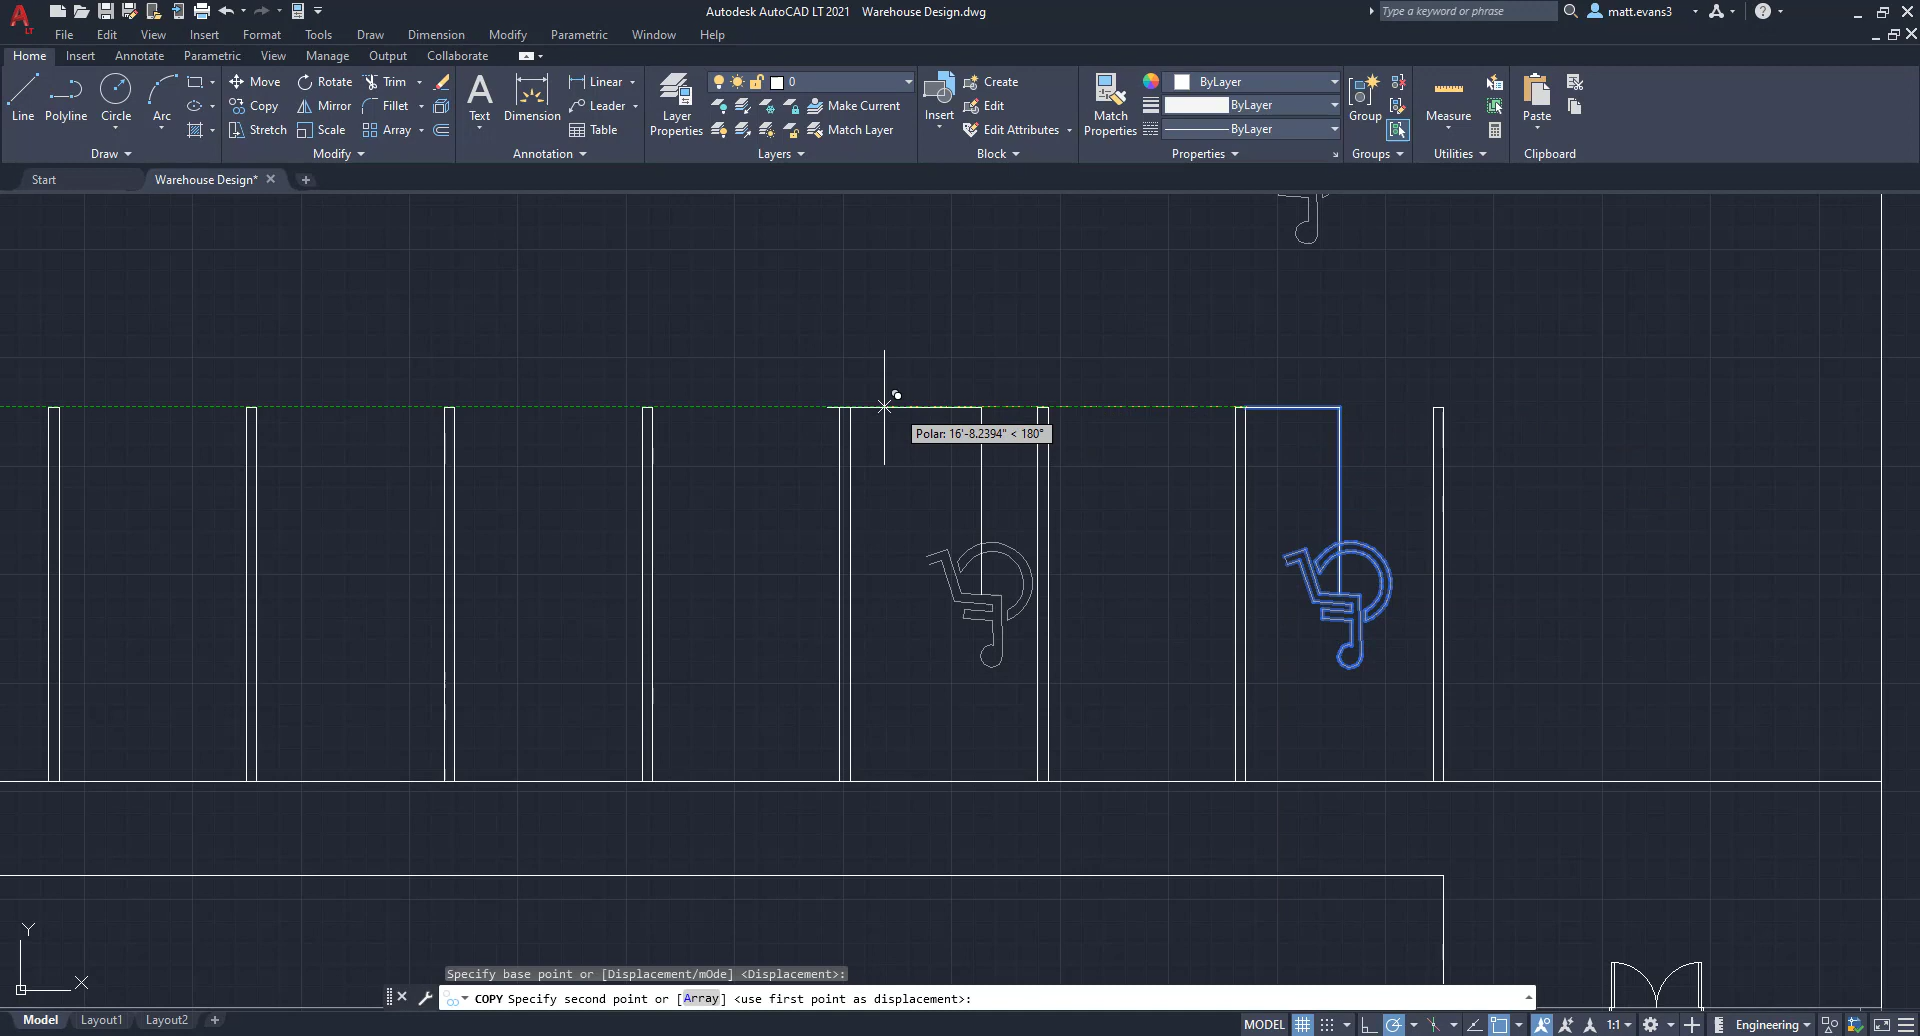 Autodesk AutoCAD LT 2021 Warehouse Design.dwg
Type a keyword or phrase
matt.evans3
LT
File Edit View Insert Format Tools Draw Dimension Modify Parametric Window Help
Home Insert Annotate Parametric View Manage Output Collaborate
Line Polyline Circle Arc
Move Rotate Trim
Copy Mirror Fillet
Stretch Scale Array
Text Dimension
Linear
Leader
Table
Layer Properties
0
Make Current
Match Layer
Insert
Create
Edit
Edit Attributes
Match Properties
ByLayer
ByLayer
ByLayer
Group
Measure
Paste
Draw Modify Annotation Layers Block Properties Groups Utilities Clipboard
Start Warehouse Design*
Polar: 16'-8.2394" < 180°
Y
X
Specify base point or [Displacement/mOde] <Displacement>:
COPY Specify second point or [Array] <use first point as displacement>:
Model Layout1 Layout2
MODEL 1:1 Engineering